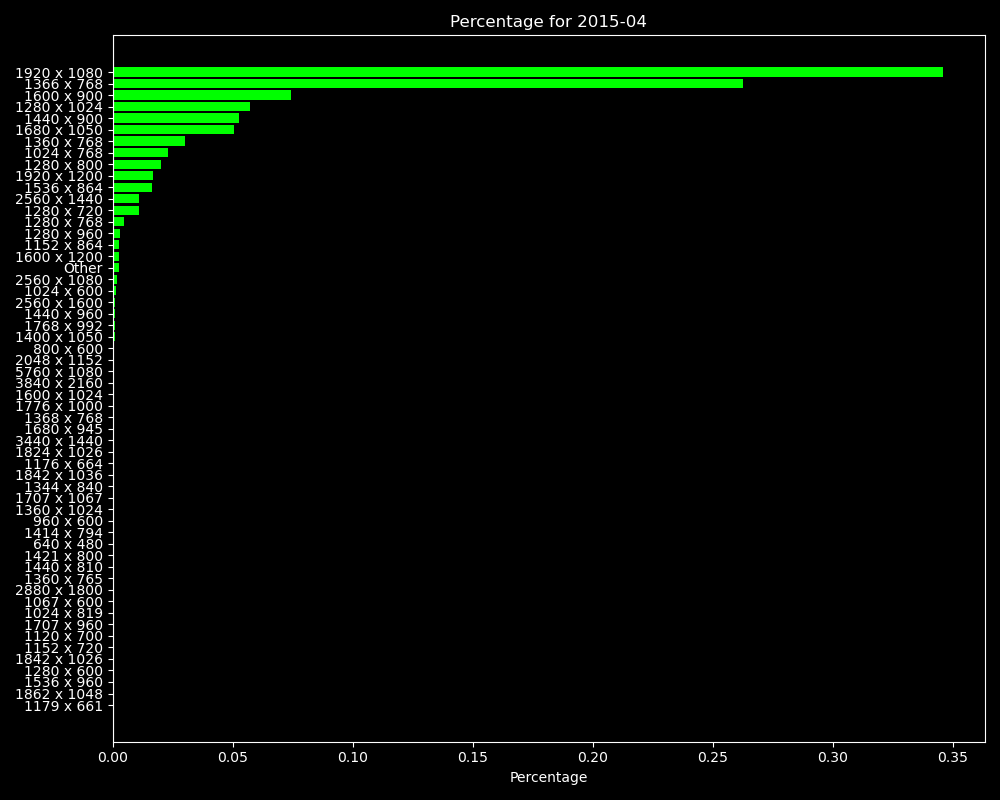 Percentage for 2015-04
1920 x 1080
1366 x 768
1600 x 900
1280 x 1024
1440 x 900
1680 x 1050
1360 x 768
1024 x 768
1280 x 800
1920 x 1200
1536 x 864
2560 x 1440
1280 x 720
1280 x 768
1280 x 960
1152 x 864
1600 x 1200
Other
2560 x 1080
1024 x 600
2560 x 1600
1440 x 960
1768 x 992
1400 x 1050
800 x 600
2048 x 1152
5760 x 1080
3840 x 2160
1600 x 1024
1776 x 1000
1368 x 768
1680 x 945
3440 x 1440
1824 x 1026
1176 x 664
1842 x 1036
1344 x 840
1707 x 1067
1360 x 1024
960 x 600
1414 x 794
640 x 480
1421 x 800
1440 x 810
1360 x 765
2880 x 1800
1067 x 600
1024 x 819
1707 x 960
1120 x 700
1152 x 720
1842 x 1026
1280 x 600
1536 x 960
1862 x 1048
1179 x 661
0.00 0.05 0.10 0.15 0.20 0.25 0.30 0.35
Percentage